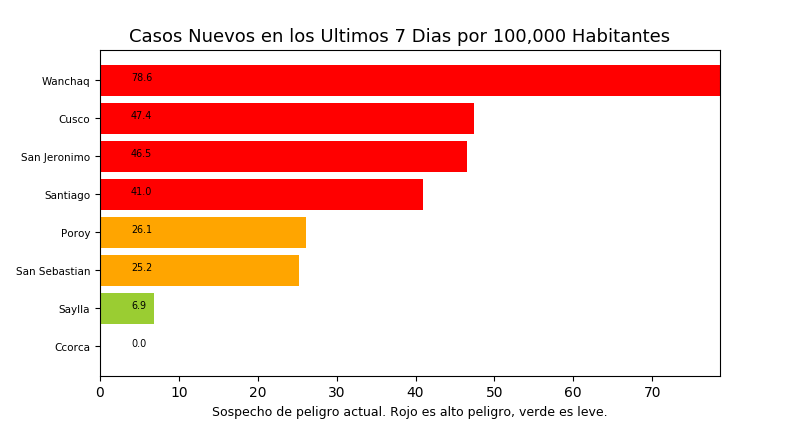 Casos Nuevos en los Ultimos 7 Dias por 100,000 Habitantes
Wanchaq 78.6
Cusco 47.4
San Jeronimo 46.5
Santiago 41.0
Poroy 26.1
San Sebastian 25.2
Saylla 6.9
Ccorca 0.0
0 10 20 30 40 50 60 70
Sospecho de peligro actual. Rojo es alto peligro, verde es leve.